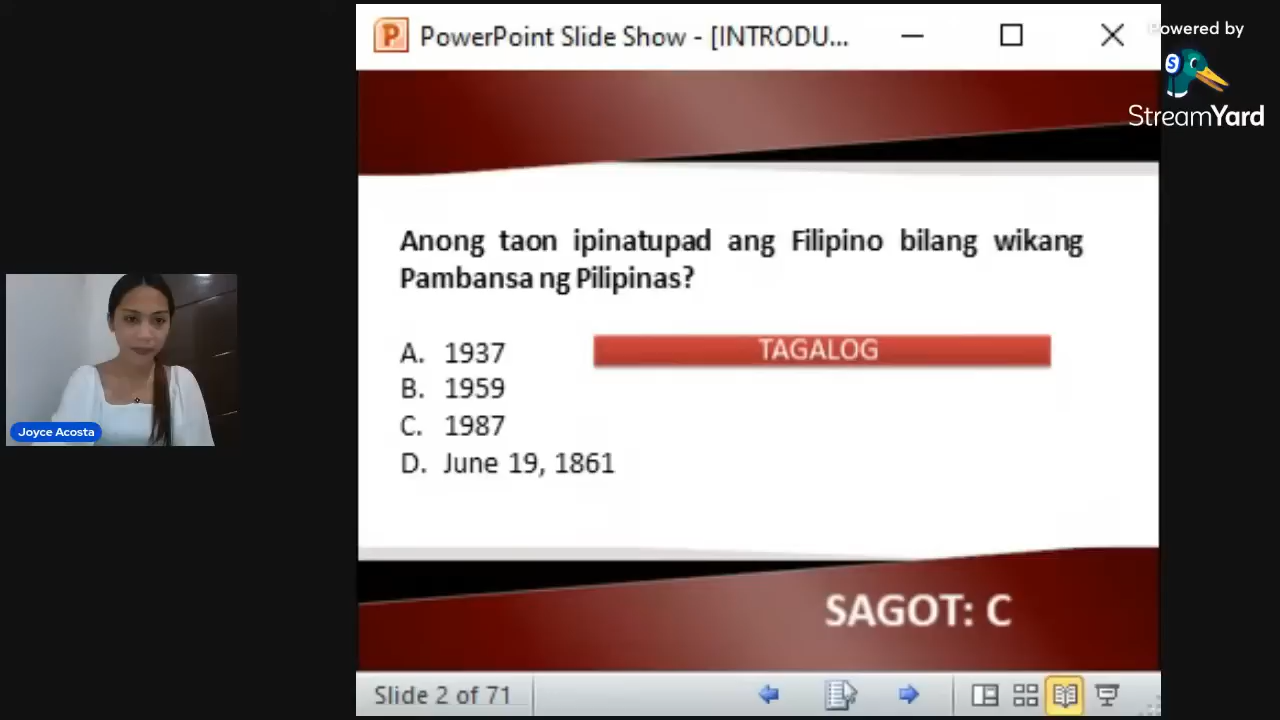 PowerPoint Slide Show - [INTRODU...
Powered by
StreamYard
Anong taon ipinatupad ang Filipino bilang wikang
Pambansa ng Pilipinas?
A. 1937
TAGALOG
B. 1959
C. 1987
D. June 19, 1861
Joyce Acosta
SAGOT: C
Slide 2 of 71